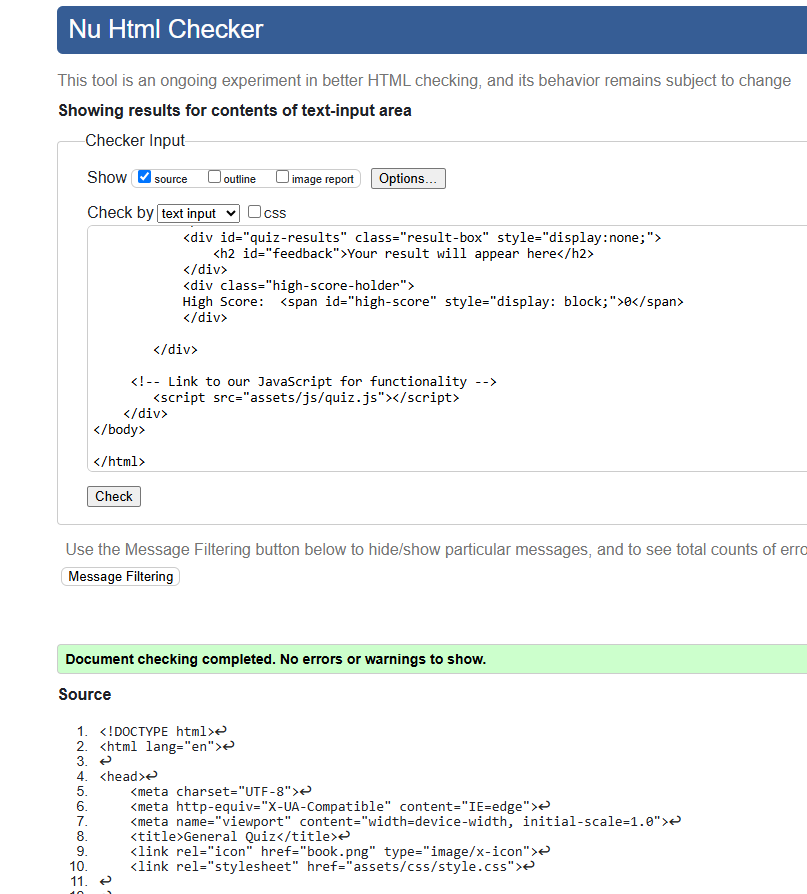 Nu Html Checker
This tool is an ongoing experiment in better HTML checking, and its behavior remains subject to change
Showing results for contents of text-input area
Checker Input
Show source outline image report Options...
Check by text input css
<div id="quiz-results" class="result-box" style="display:none;">
<h2 id="feedback">Your result will appear here</h2>
</div>
<div class="high-score-holder">
High Score:  <span id="high-score" style="display: block;">0</span>
</div>
</div>
<!-- Link to our JavaScript for functionality -->
<script src="assets/js/quiz.js"></script>
</div>
</body>
</html>
Check
Use the Message Filtering button below to hide/show particular messages, and to see total counts of erro
Message Filtering
Document checking completed. No errors or warnings to show.
Source
1. <!DOCTYPE html>↩
2. <html lang="en">↩
3. ↩
4. <head>↩
5. <meta charset="UTF-8">↩
6. <meta http-equiv="X-UA-Compatible" content="IE=edge">↩
7. <meta name="viewport" content="width=device-width, initial-scale=1.0">↩
8. <title>General Quiz</title>↩
9. <link rel="icon" href="book.png" type="image/x-icon">↩
10. <link rel="stylesheet" href="assets/css/style.css">↩
11. ↩